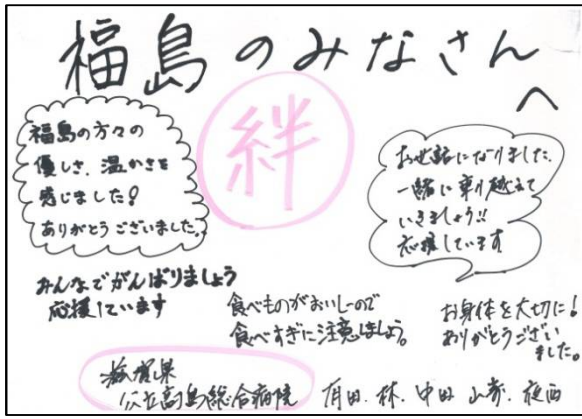 福島のみなさん
へ
絆
福島の方々の
優しさ、温かさを
感じました!
ありがとうございました。
お世話になりました。
一緒に乗り越えて
いきましょう!!
応援しています
みんなでがんばりましょう
応援しています
食べものがおいしーので
食べすぎに注意しましょう。
お身体を大切に!
ありがとうござい
ました。
滋賀県
公立高島総合病院
有田、林、中田